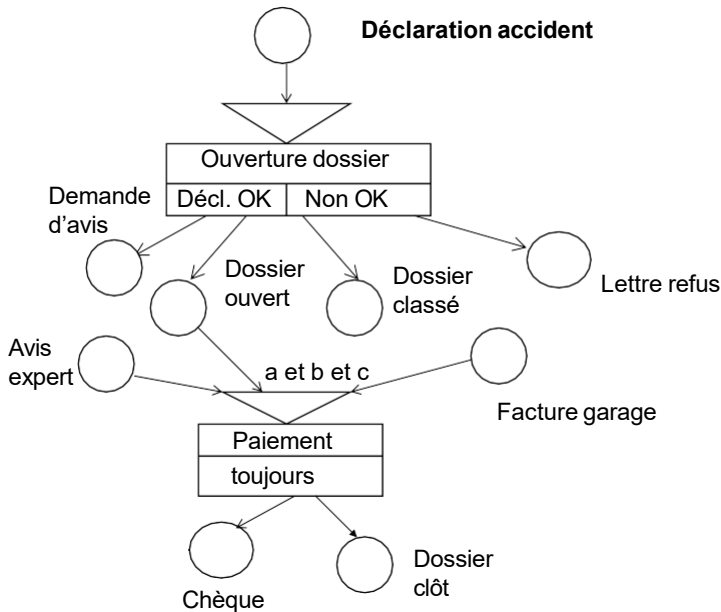 Déclaration accident
Ouverture dossier
Décl. OK
Non OK
Demande
d’avis
Dossier
ouvert
Dossier
classé
Lettre refus
Avis
expert
a et b et c
Facture garage
Paiement
toujours
Chèque
Dossier
clôt